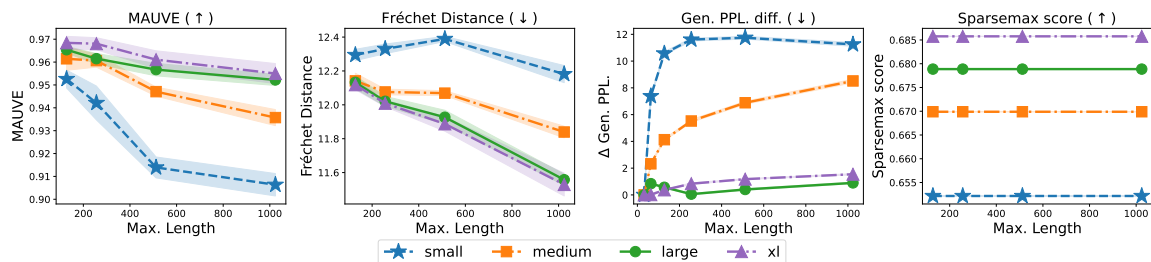 MAUVE (↑)
MAUVE
0.97
0.96
0.95
0.94
0.93
0.92
0.91
0.90
200 400 600 800 1000
Max. Length
Fréchet Distance (↓)
Fréchet Distance
12.4
12.2
12.0
11.8
11.6
200 400 600 800 1000
Max. Length
Gen. PPL. diff. (↓)
Δ Gen. PPL.
12
10
8
6
4
2
0
0 200 400 600 800 1000
Max. Length
Sparsemax score (↑)
Sparsemax score
0.685
0.680
0.675
0.670
0.665
0.660
0.655
200 400 600 800 1000
Max. Length
small medium large xl